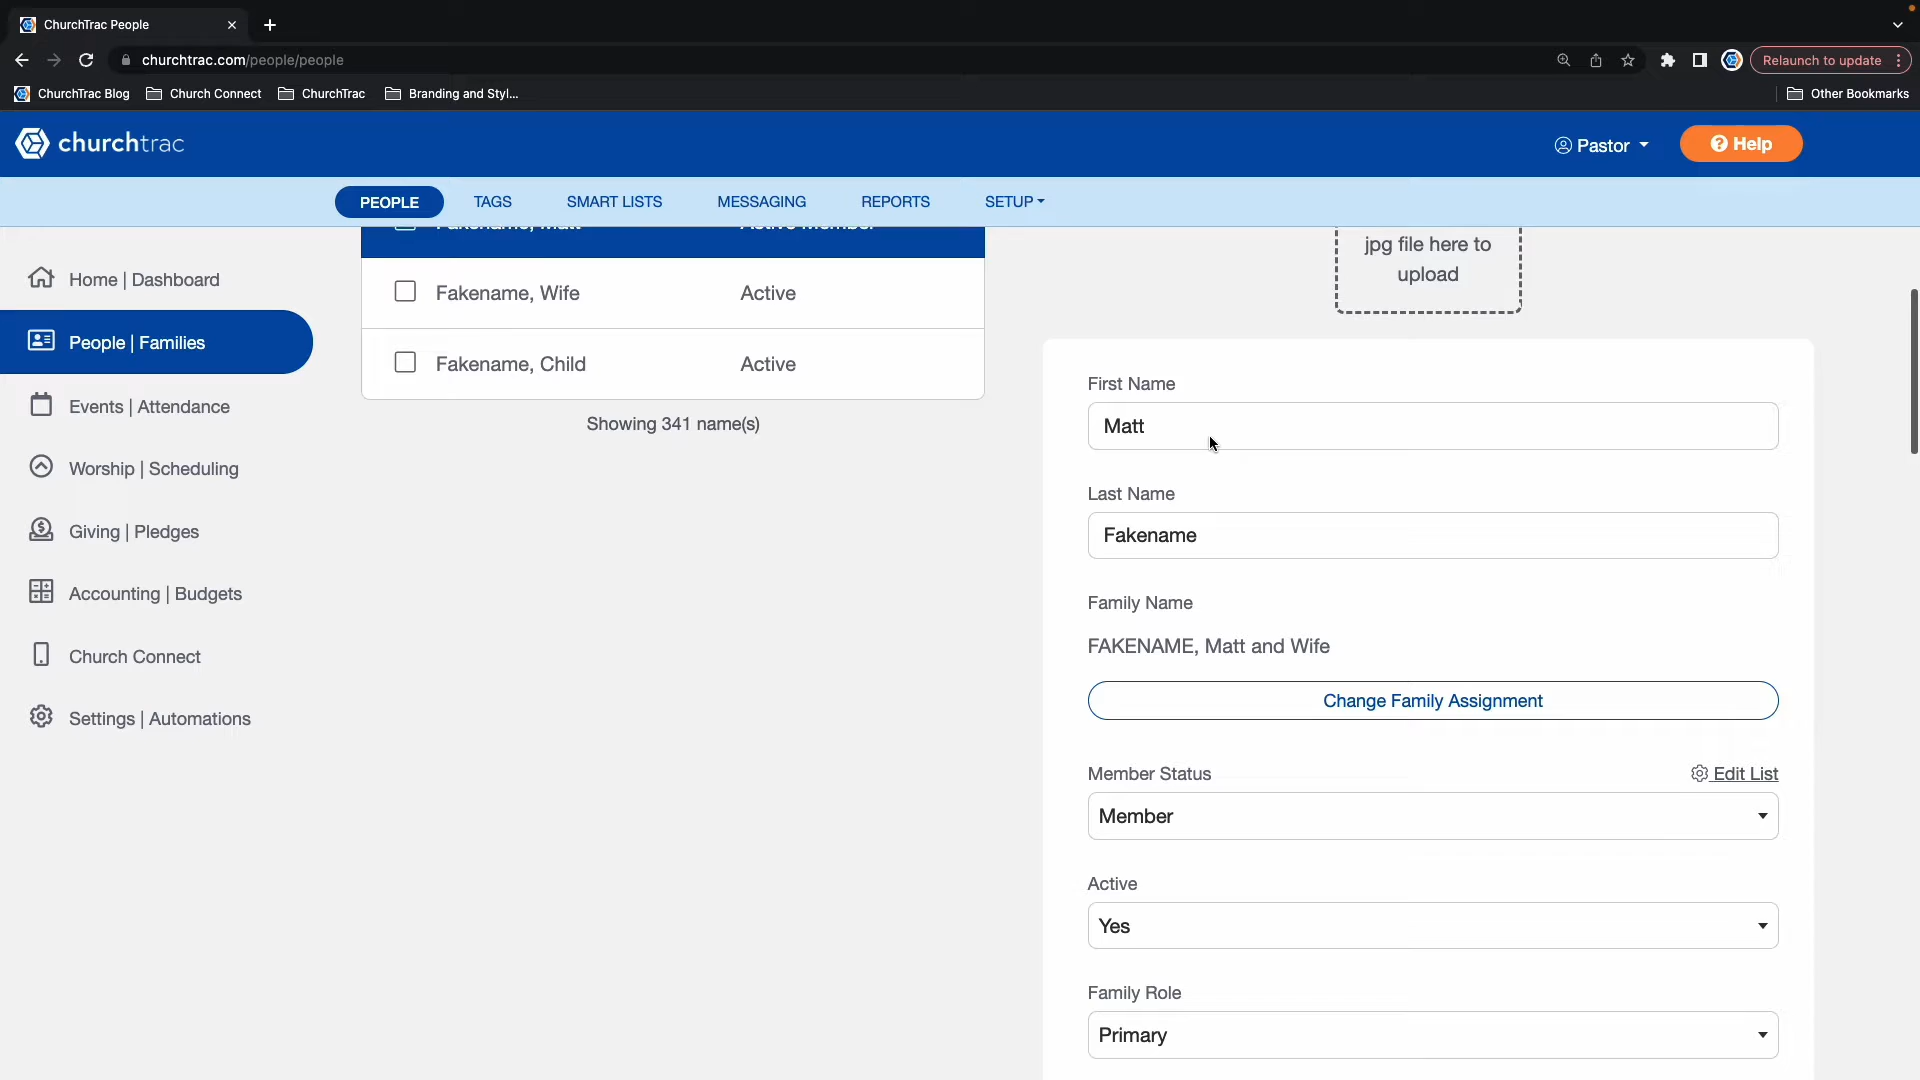 ChurchTrac People
churchtrac.com/people/people
Relaunch to update
ChurchTrac Blog
Church Connect
ChurchTrac
Branding and Styl...
Other Bookmarks
churchtrac
Pastor
Help
PEOPLE
TAGS
SMART LISTS
MESSAGING
REPORTS
SETUP
Home | Dashboard
People | Families
Events | Attendance
Worship | Scheduling
Giving | Pledges
Accounting | Budgets
Church Connect
Settings | Automations
Fakename, Matt Active Member
Fakename, Wife Active
Fakename, Child Active
Showing 341 name(s)
jpg file here to
upload
First Name
Matt
Last Name
Fakename
Family Name
FAKENAME, Matt and Wife
Change Family Assignment
Member Status
Edit List
Member
Active
Yes
Family Role
Primary